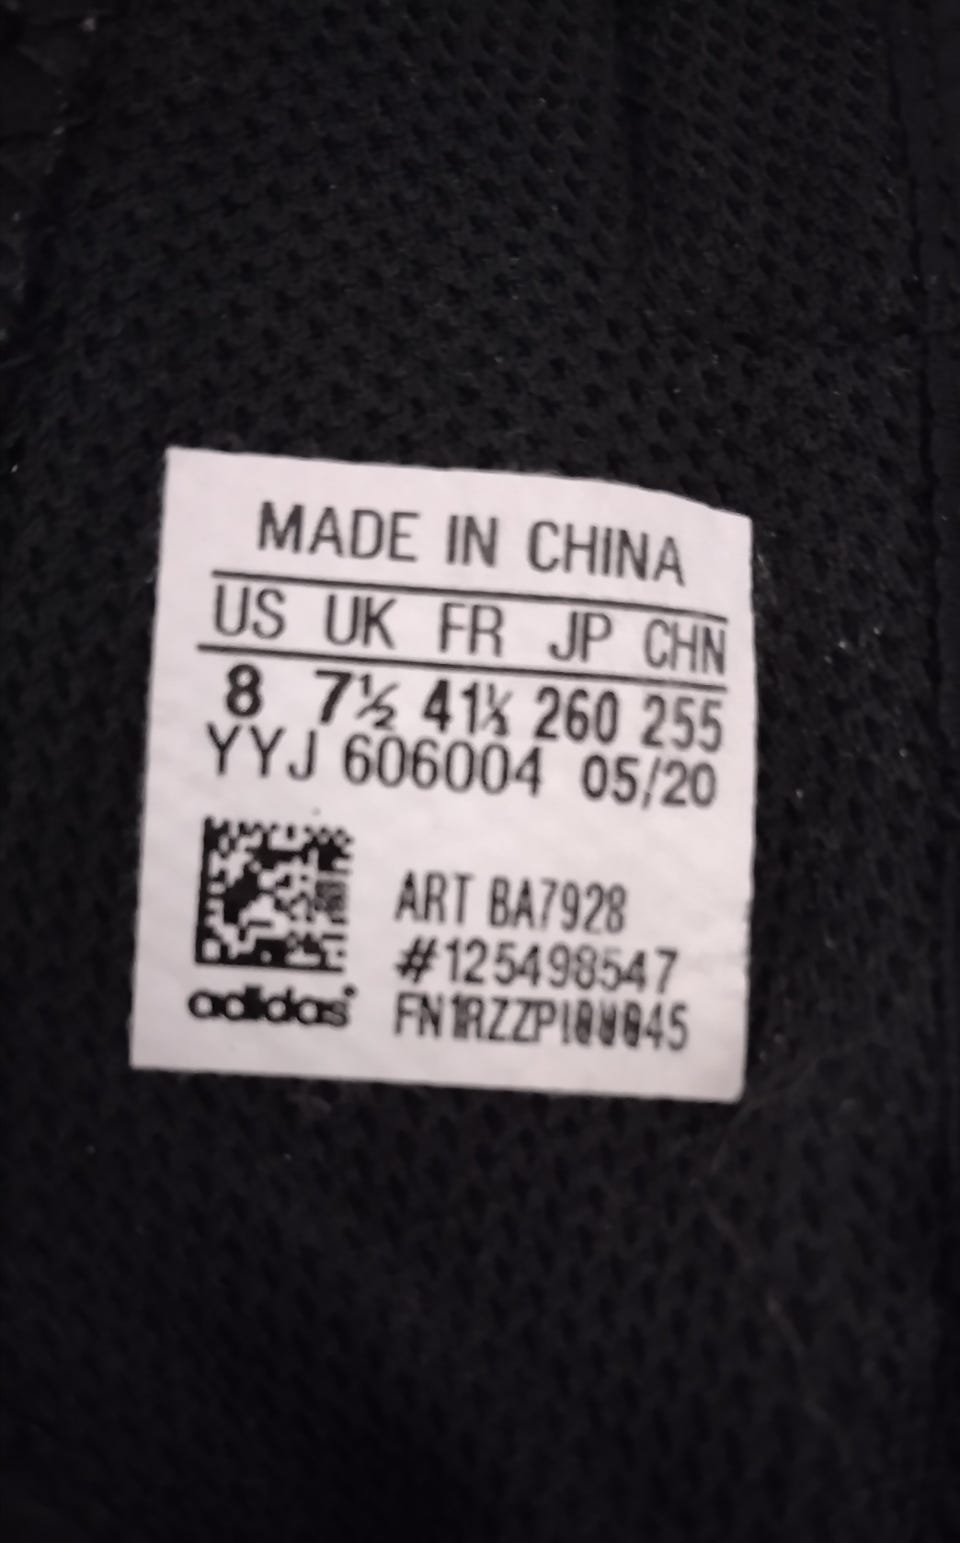 MADE IN CHINA
US UK FR JP CHN
8 7½ 41⅓ 260 255
YYJ 606004 05/20
ART BA7928
#125498547
adidas®